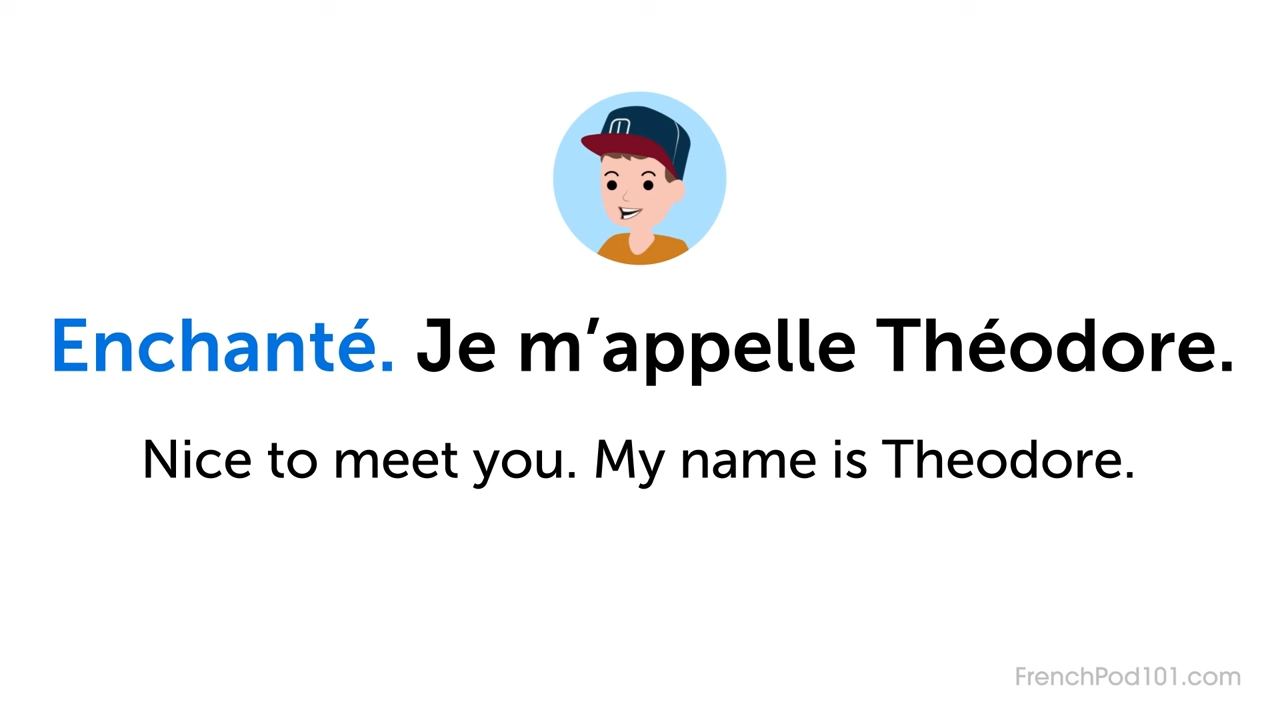 Enchanté. Je m’appelle Théodore.
Nice to meet you. My name is Theodore.
FrenchPod101.com